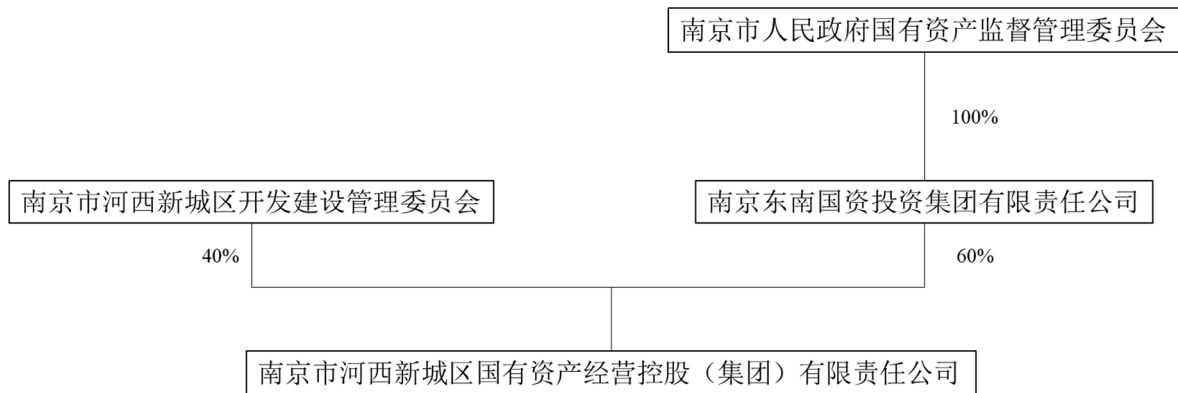 南京市人民政府国有资产监督管理委员会
100%
南京市河西新城区开发建设管理委员会
南京东南国资投资集团有限责任公司
40%
60%
南京市河西新城区国有资产经营控股（集团）有限责任公司